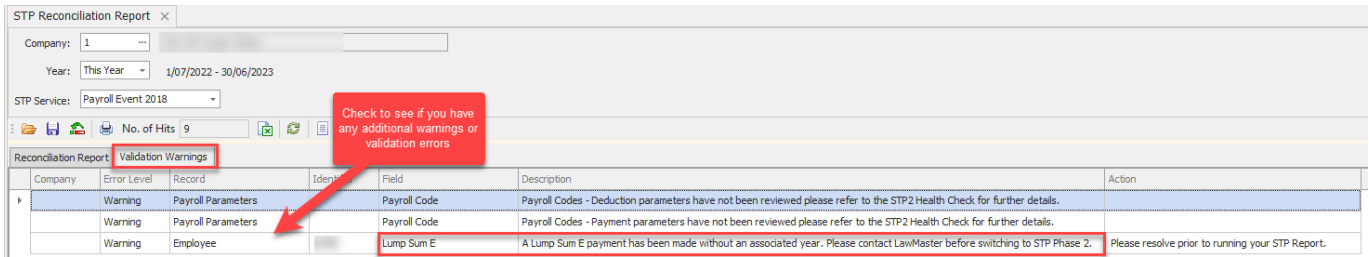 STP Reconciliation Report ×
Company: 1 ...
Year: This Year 1/07/2022 - 30/06/2023
STP Service: Payroll Event 2018
Check to see if you have
any additional warnings or
validation errors
No. of Hits 9
Reconciliation Report Validation Warnings
Company Error Level Record Field Description Action
Warning Payroll Parameters Payroll Code Payroll Codes - Deduction parameters have not been reviewed please refer to the STP2 Health Check for further details.
Warning Payroll Parameters Payroll Code Payroll Codes - Payment parameters have not been reviewed please refer to the STP2 Health Check for further details.
Warning Employee Lump Sum E A Lump Sum E payment has been made without an associated year. Please contact LawMaster before switching to STP Phase 2. Please resolve prior to running your STP Report.